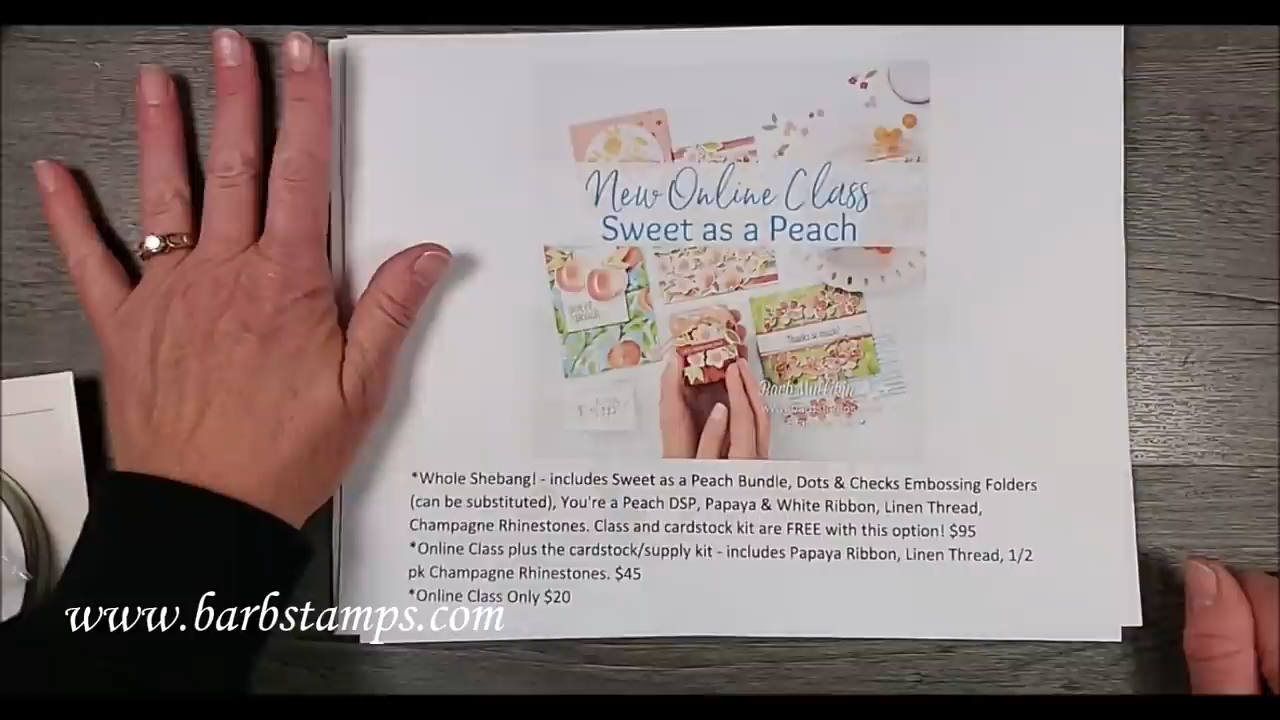 New Online Class
Sweet as a Peach
Thanks so much!
*Whole Shebang! - includes Sweet as a Peach Bundle, Dots & Checks Embossing Folders
(can be substituted), You're a Peach DSP, Papaya & White Ribbon, Linen Thread,
Champagne Rhinestones. Class and cardstock kit are FREE with this option! $95
*Online Class plus the cardstock/supply kit - includes Papaya Ribbon, Linen Thread, 1/2
pk Champagne Rhinestones. $45
*Online Class Only $20
www.barbstamps.com